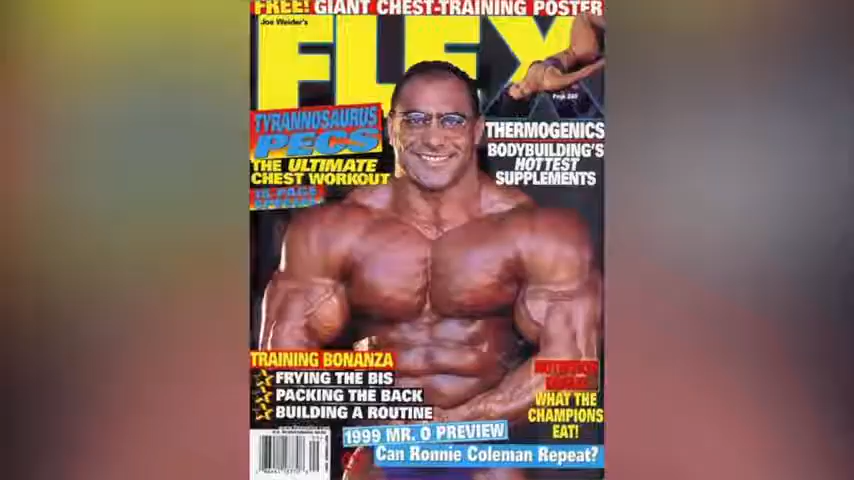 FREE! GIANT CHEST-TRAINING POSTER
Joe Weider's
FLEX
Page 280
TYRANNOSAURUS
PECS
THE ULTIMATE
CHEST WORKOUT
THERMOGENICS
BODYBUILDING'S
HOTTEST
SUPPLEMENTS
TRAINING BONANZA
FRYING THE BIS
PACKING THE BACK
BUILDING A ROUTINE
WHAT THE
CHAMPIONS
EAT!
1999 MR. O PREVIEW
Can Ronnie Coleman Repeat?